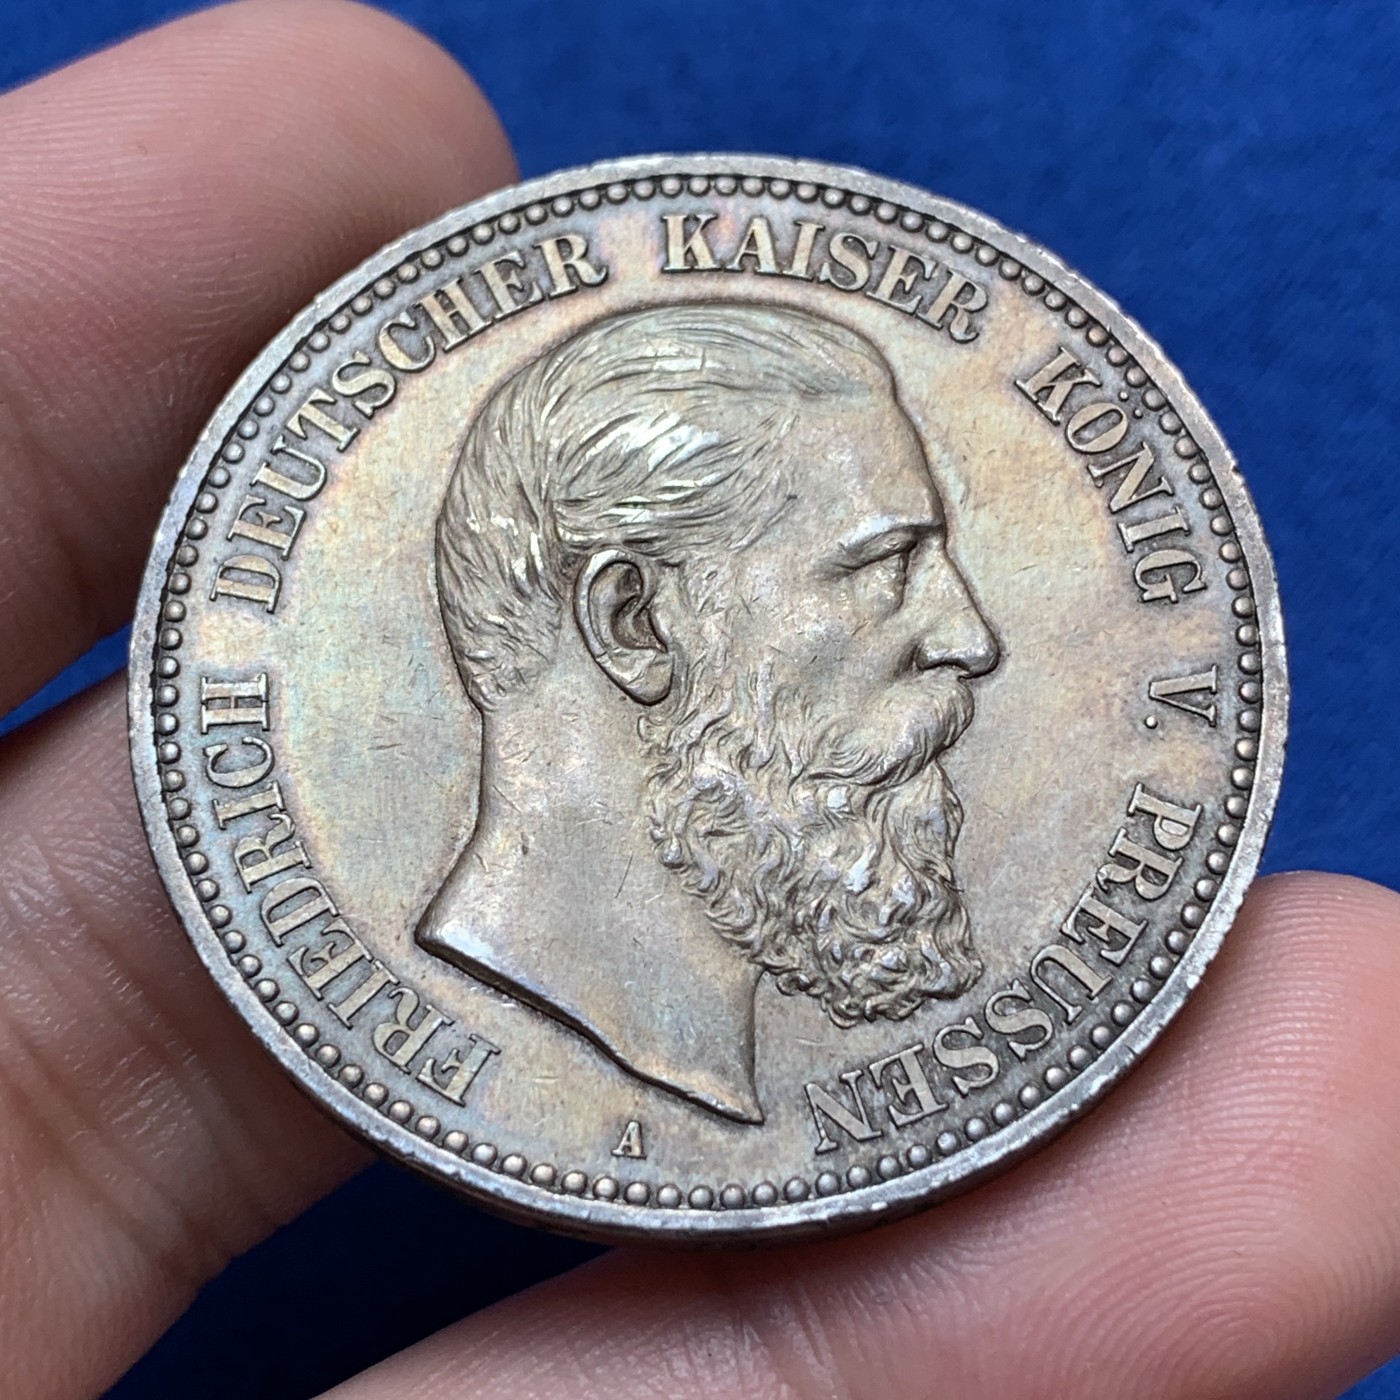 FRIEDRICH DEUTSCHER KAISER KÖNIG V. PREUSSEN
A